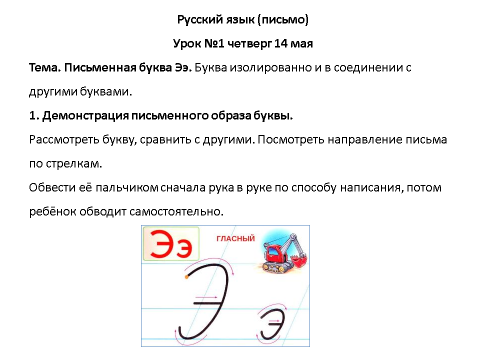 Русский язык (письмо)
Урок №1 четверг 14 мая
Тема. Письменная буква Ээ. Буква изолированно и в соединении с
другими буквами.
1. Демонстрация письменного образа буквы.
Рассмотреть букву, сравнить с другими. Посмотреть направление письма
по стрелкам.
Обвести её пальчиком сначала рука в руке по способу написания, потом
ребёнок обводит самостоятельно.
Ээ ГЛАСНЫЙ
Э э